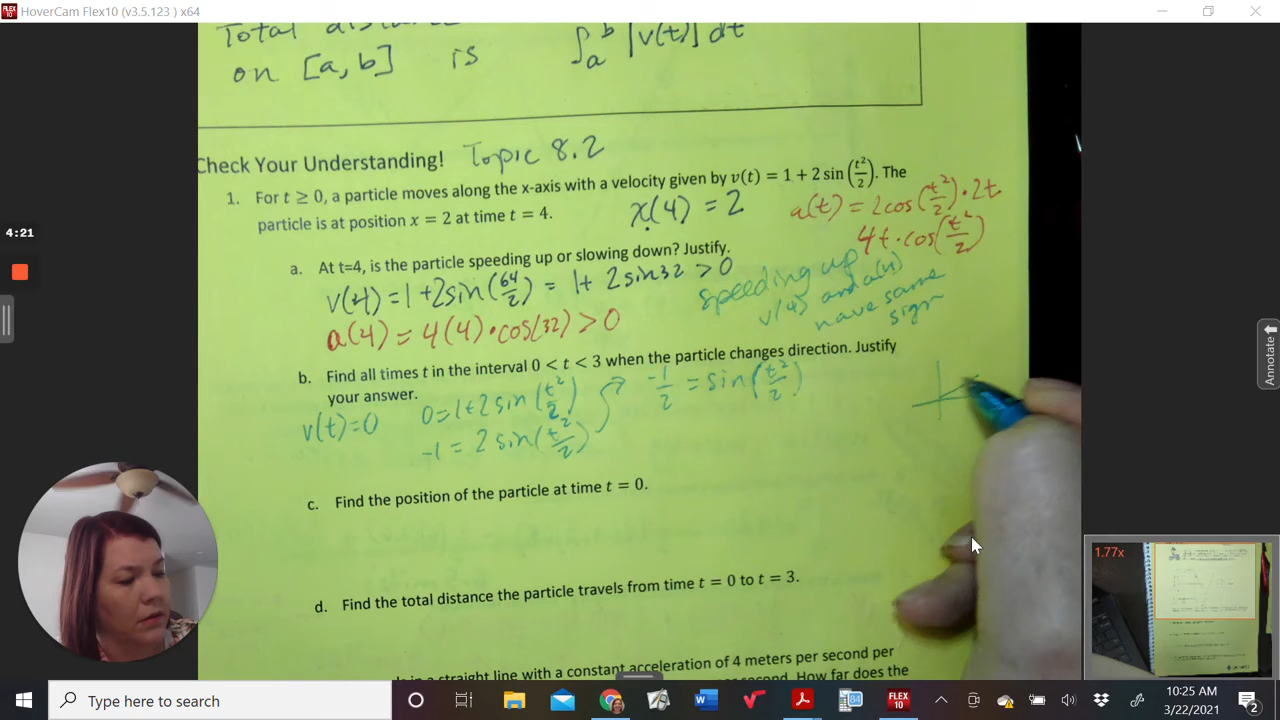 HoverCam Flex10 (v3.5.123 ) x64
Total distance
on [a, b] is ∫ₐᵇ |v(t)| dt
Check Your Understanding! Topic 8.2
1. For t ≥ 0, a particle moves along the x-axis with a velocity given by v(t) = 1 + 2 sin (t²/2). The
particle is at position x = 2 at time t = 4. x(4) = 2
a(t) = 2cos(t²/2)·2t
4t·cos(t²/2)
a. At t=4, is the particle speeding up or slowing down? Justify.
v(4) = 1+2sin(64/2) = 1+ 2sin32 >0
a(4) = 4(4)·cos(32) > 0
speeding up
v(4) and a(4)
have same
sign
b. Find all times t in the interval 0 < t < 3 when the particle changes direction. Justify
your answer.
v(t)=0
0=1+2sin(t²/2)
-1 = 2sin(t²/2)
-1/2 = sin(t²/2)
c. Find the position of the particle at time t = 0.
d. Find the total distance the particle travels from time t = 0 to t = 3.
in a straight line with a constant acceleration of 4 meters per second per
second. How far does the
4:21
Annotate
1.77x
Type here to search
10:25 AM
3/22/2021
2
FLEX
10